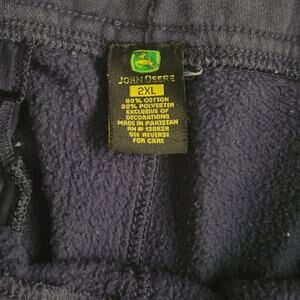 JOHN DEERE
2XL
80% COTTON
20% POLYESTER
EXCLUSIVE OF
DECORATIONS
MADE IN PAKISTAN
RN# 120828
SEE REVERSE
FOR CARE